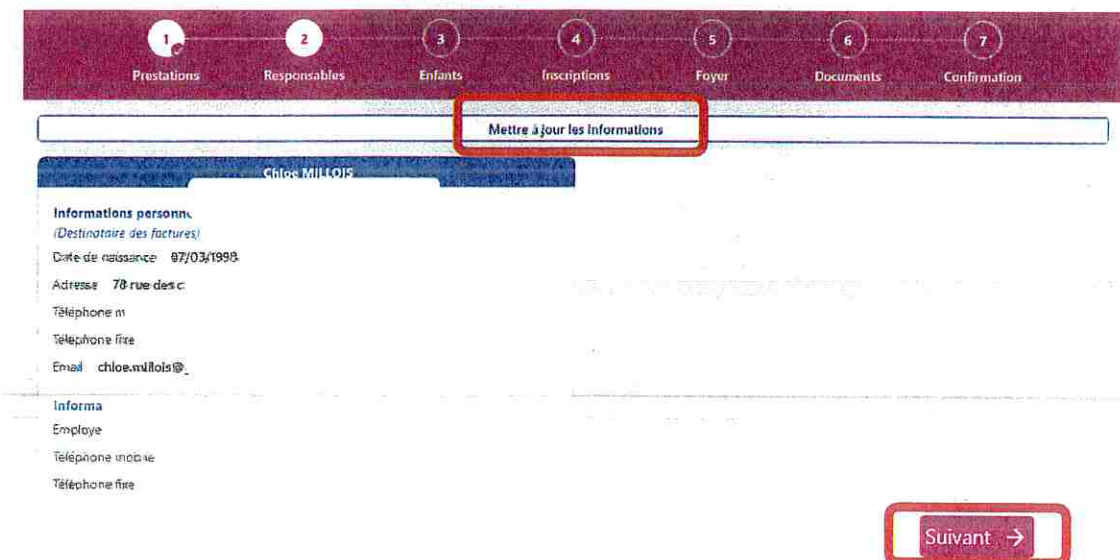 1 2 3 4 5 6 7
Prestations Responsables Enfants Inscriptions Foyer Documents Confirmation
Mettre à jour les informations
Chloe MILLOIS
Informations personn
(Destinataire des factures)
Date de naissance 07/03/1998
Adresse 78 rue des c
Téléphone m
Téléphone fixe
Email chloe.millois@
Informa
Employe
Téléphone mobile
Téléphone fixe
Suivant →